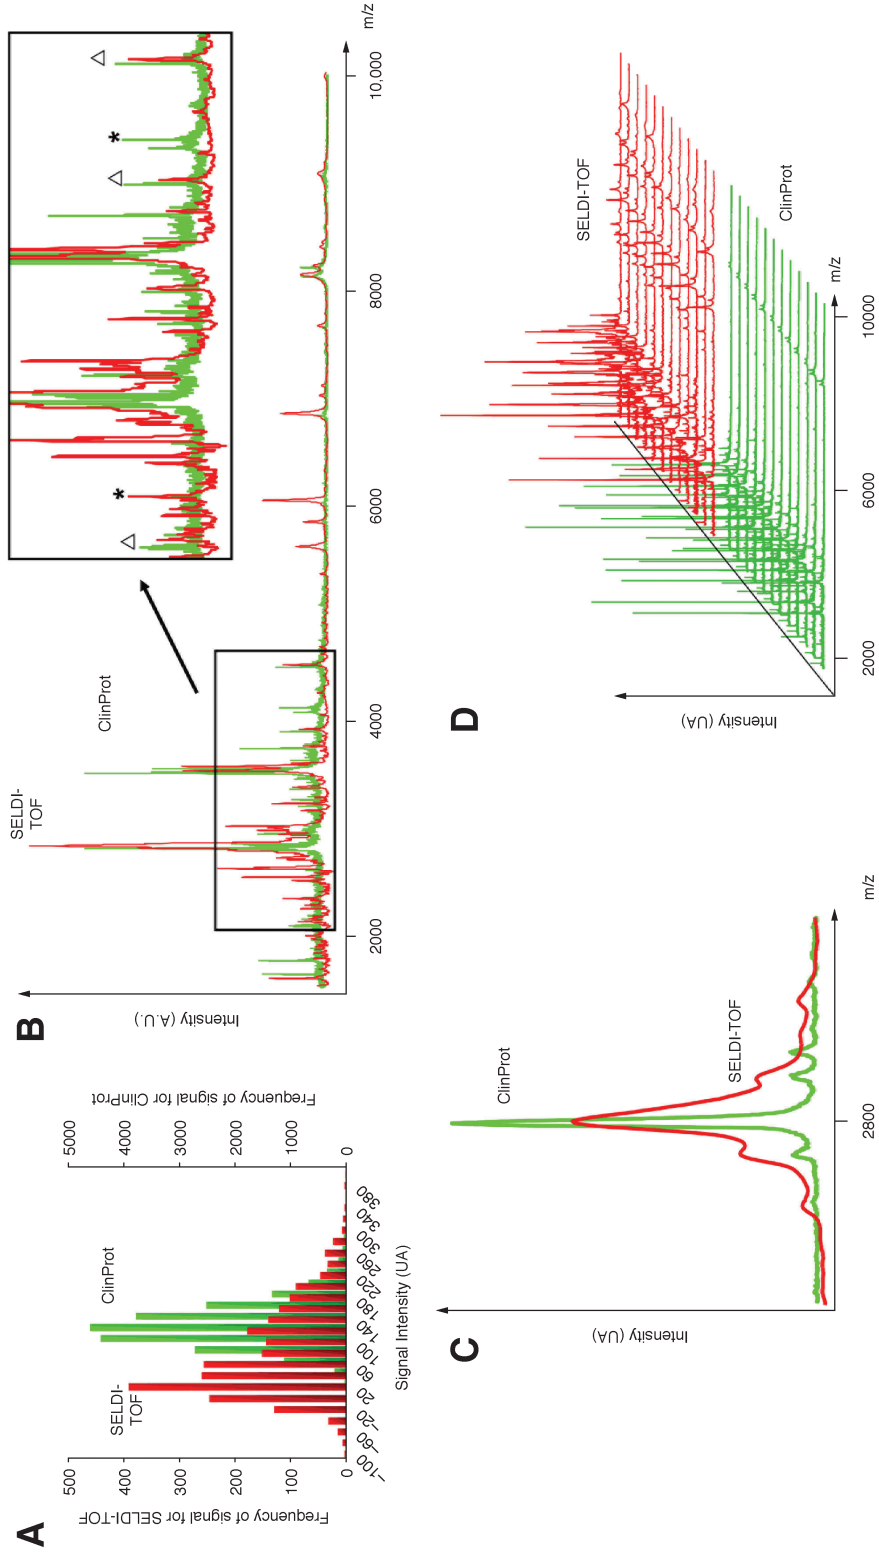 A
Frequency of signal for SELDI-TOF
500
400
300
200
100
0
SELDI-
TOF
ClinProt
Frequency of signal for ClinProt
5000
4000
3000
2000
1000
0
–100
–60
–20
20
60
100
140
180
220
260
300
340
380
Signal Intensity (UA)
B
Intensity (A.U.)
SELDI-
TOF
ClinProt
2000
4000
6000
8000
10,000
m/z
*
*
C
Intensity (UA)
ClinProt
SELDI-TOF
2800
m/z
D
Intensity (UA)
SELDI-TOF
ClinProt
2000
6000
10000
m/z